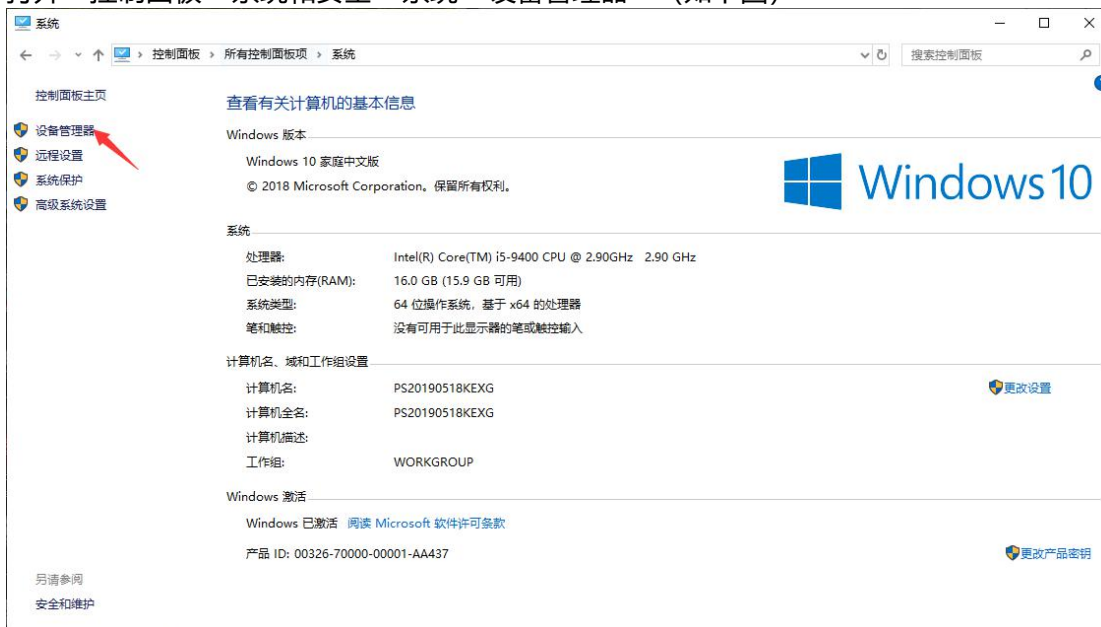 系统
控制面板 › 所有控制面板项 › 系统
搜索控制面板
控制面板主页
设备管理器
远程设置
系统保护
高级系统设置
查看有关计算机的基本信息
Windows 版本
Windows 10 家庭中文版
© 2018 Microsoft Corporation。保留所有权利。
Windows 10
系统
处理器: Intel(R) Core(TM) i5-9400 CPU @ 2.90GHz 2.90 GHz
已安装的内存(RAM): 16.0 GB (15.9 GB 可用)
系统类型: 64 位操作系统，基于 x64 的处理器
笔和触控: 没有可用于此显示器的笔或触控输入
计算机名、域和工作组设置
计算机名: PS20190518KEXG
更改设置
计算机全名: PS20190518KEXG
计算机描述:
工作组: WORKGROUP
Windows 激活
Windows 已激活 阅读 Microsoft 软件许可条款
产品 ID: 00326-70000-00001-AA437
更改产品密钥
另请参阅
安全和维护